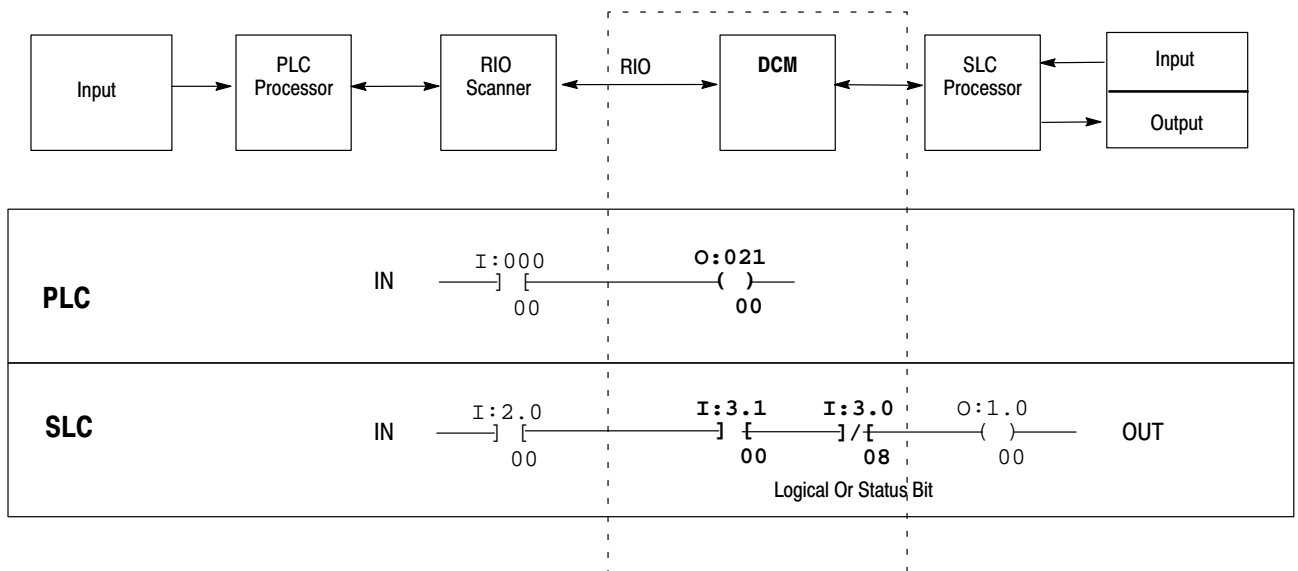 Input
PLC
Processor
RIO
Scanner
RIO
DCM
SLC
Processor
Input
Output
PLC
IN
I:000
] [
00
O:021
( )
00
SLC
IN
I:2.0
] [
00
I:3.1
] [
00
I:3.0
]/[
08
O:1.0
( )
00
OUT
Logical Or Status Bit